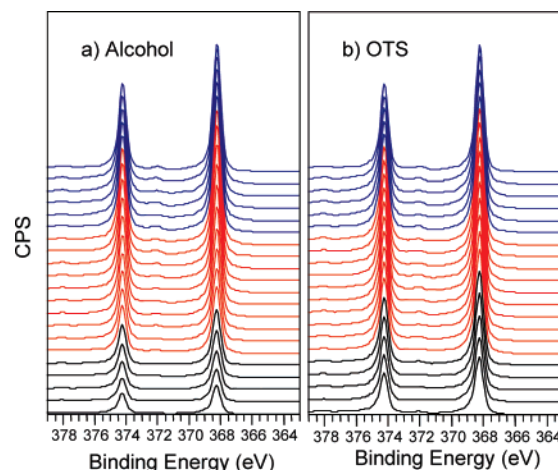 a) Alcohol
b) OTS
CPS
378 376 374 372 370 368 366 364
378 376 374 372 370 368 366 364
Binding Energy (eV)
Binding Energy (eV)